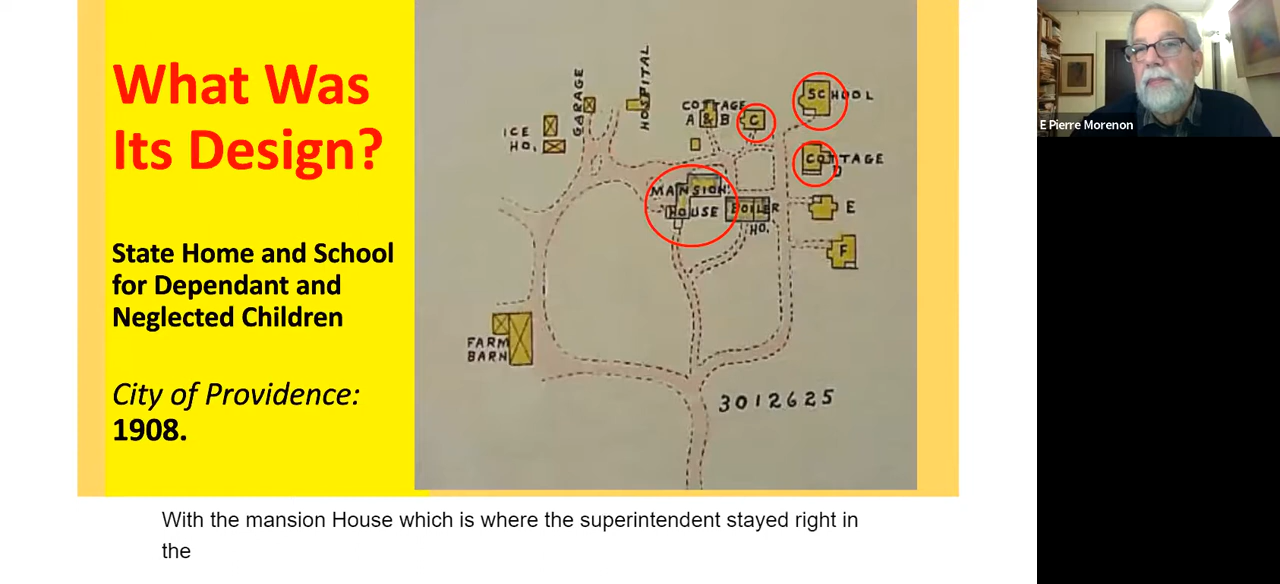 What Was
Its Design?
State Home and School
for Dependant and
Neglected Children
City of Providence:
1908.
GARAGE
HOSPITAL
ICE
HO.
COTTAGE
A & B
C
SCHOOL
COTTAGE
D
MANSION
HOUSE
BOILER
HO.
E
F
FARM
BARN
3012625
E Pierre Morenon
With the mansion House which is where the superintendent stayed right in
the